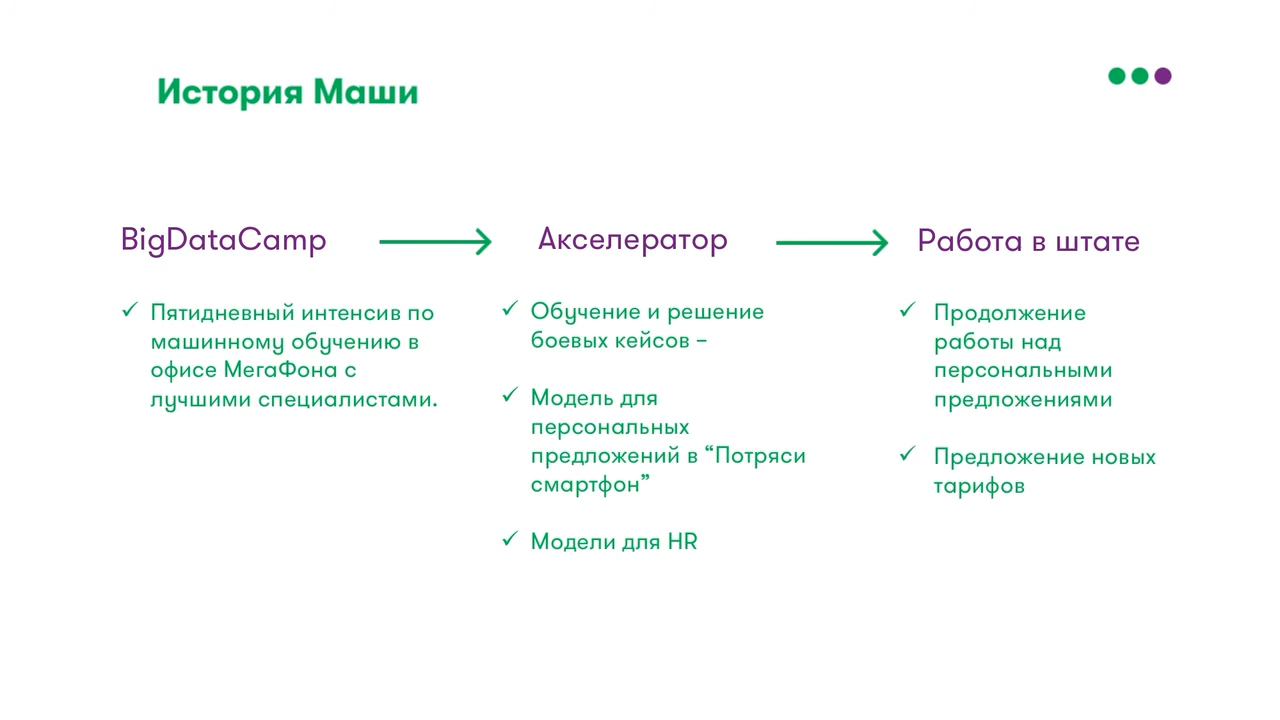 История Маши
BigDataCamp
Пятидневный интенсив по
машинному обучению в
офисе МегаФона с
лучшими специалистами.
Акселератор
Обучение и решение
боевых кейсов –
Модель для
персональных
предложений в “Потряси
смартфон”
Модели для HR
Работа в штате
Продолжение
работы над
персональными
предложениями
Предложение новых
тарифов